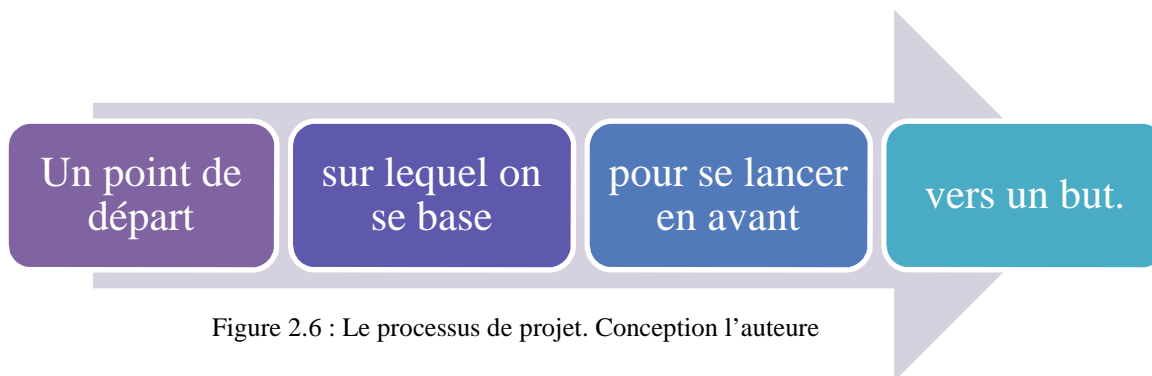 Un point de
départ
sur lequel on
se base
pour se lancer
en avant
vers un but.
Figure 2.6 : Le processus de projet. Conception l’auteure